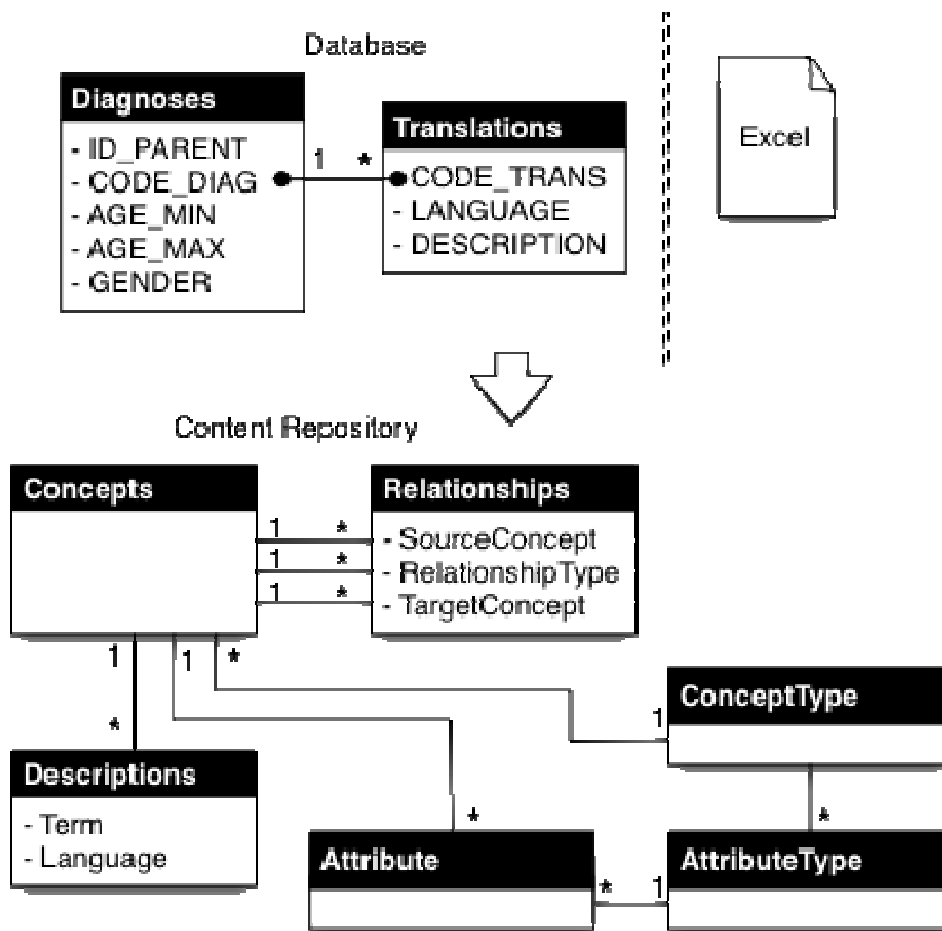 Database
Diagnoses
- ID_PARENT
- CODE_DIAG
- AGE_MIN
- AGE_MAX
- GENDER
1 *
Translations
CODE_TRANS
- LANGUAGE
- DESCRIPTION
Excel
Content Repository
Concepts
Relationships
- SourceConcept
- RelationshipType
- TargetConcept
1 *
1 *
1 *
1 1 *
*
Descriptions
- Term
- Language
ConceptType
1
*
Attribute
*
AttributeType
* 1